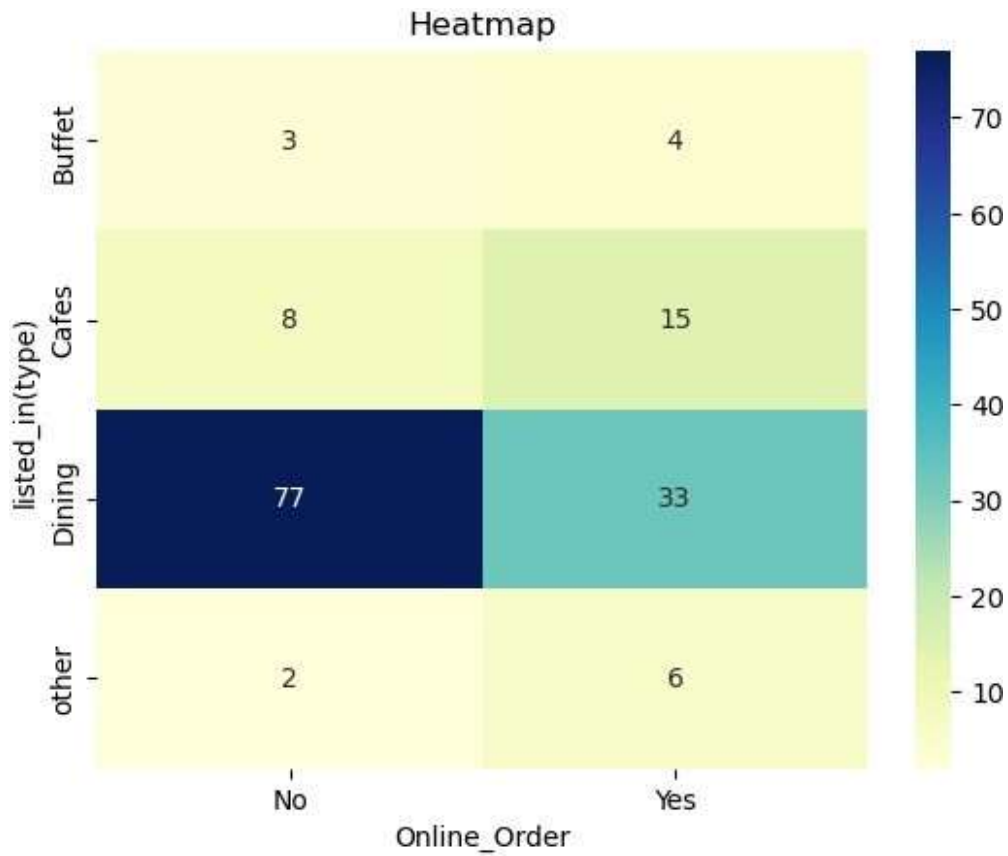 Heatmap
Buffet
3 4
Cafes
8 15
Dining
77 33
other
2 6
listed_in(type)
No Yes
Online_Order
70
60
50
40
30
20
10